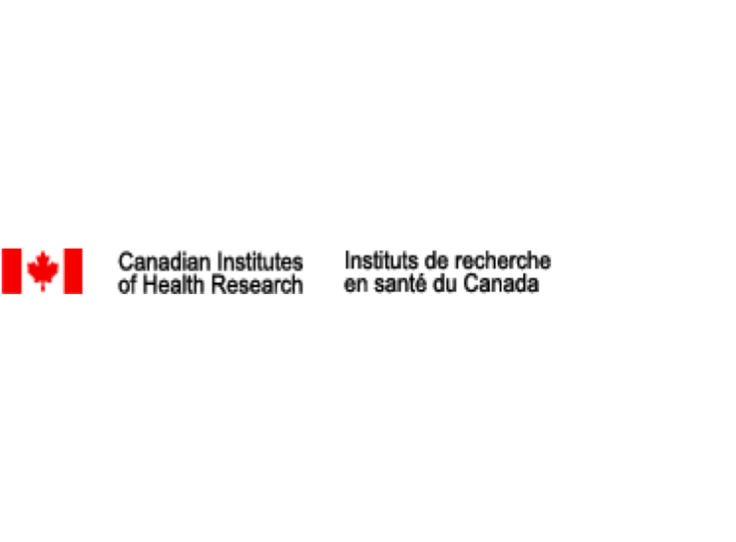 Canadian Institutes
of Health Research
Instituts de recherche
en santé du Canada